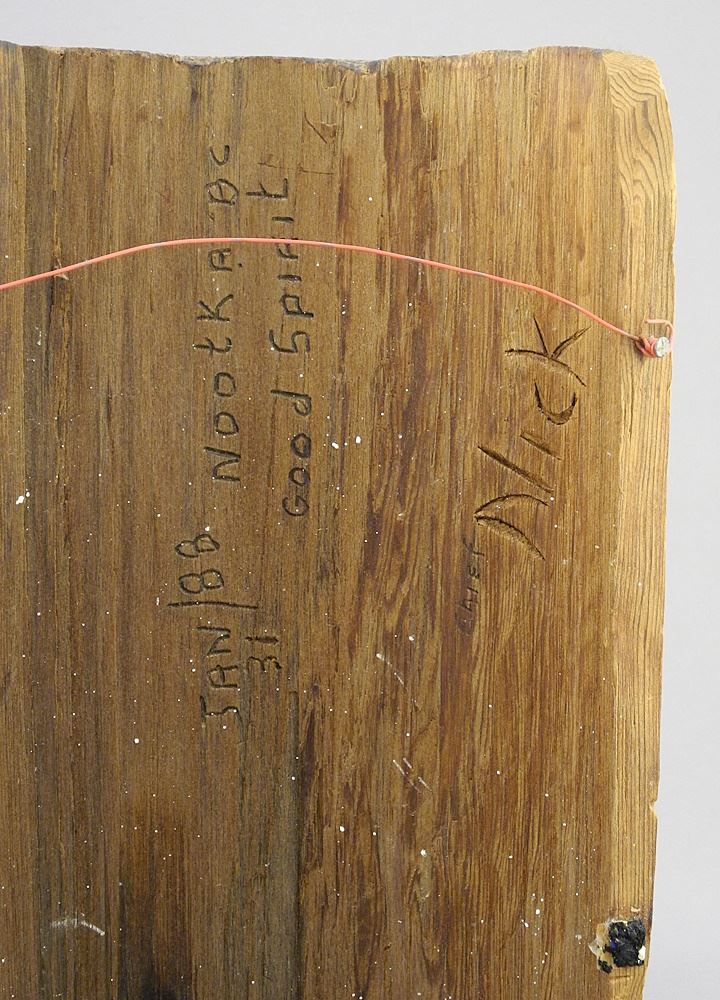 JAN/88 NOOtKA BC
31 GOOd Spirit
CHIEF NICK